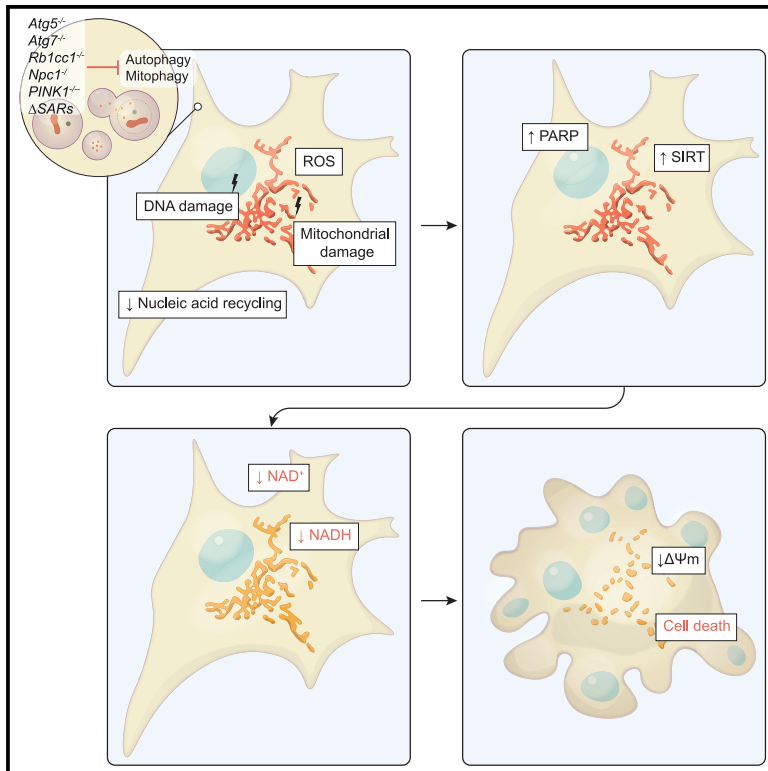 Atg5-/-
Atg7-/-
Rb1cc1-/-
Npc1-/
PINK1-/-
ΔSARs
Autophagy
Mitophagy
ROS
DNA damage
Mitochondrial
damage
↓ Nucleic acid recycling
↑ PARP
↑ SIRT
↓ NAD⁺
↓ NADH
↓ΔΨm
Cell death